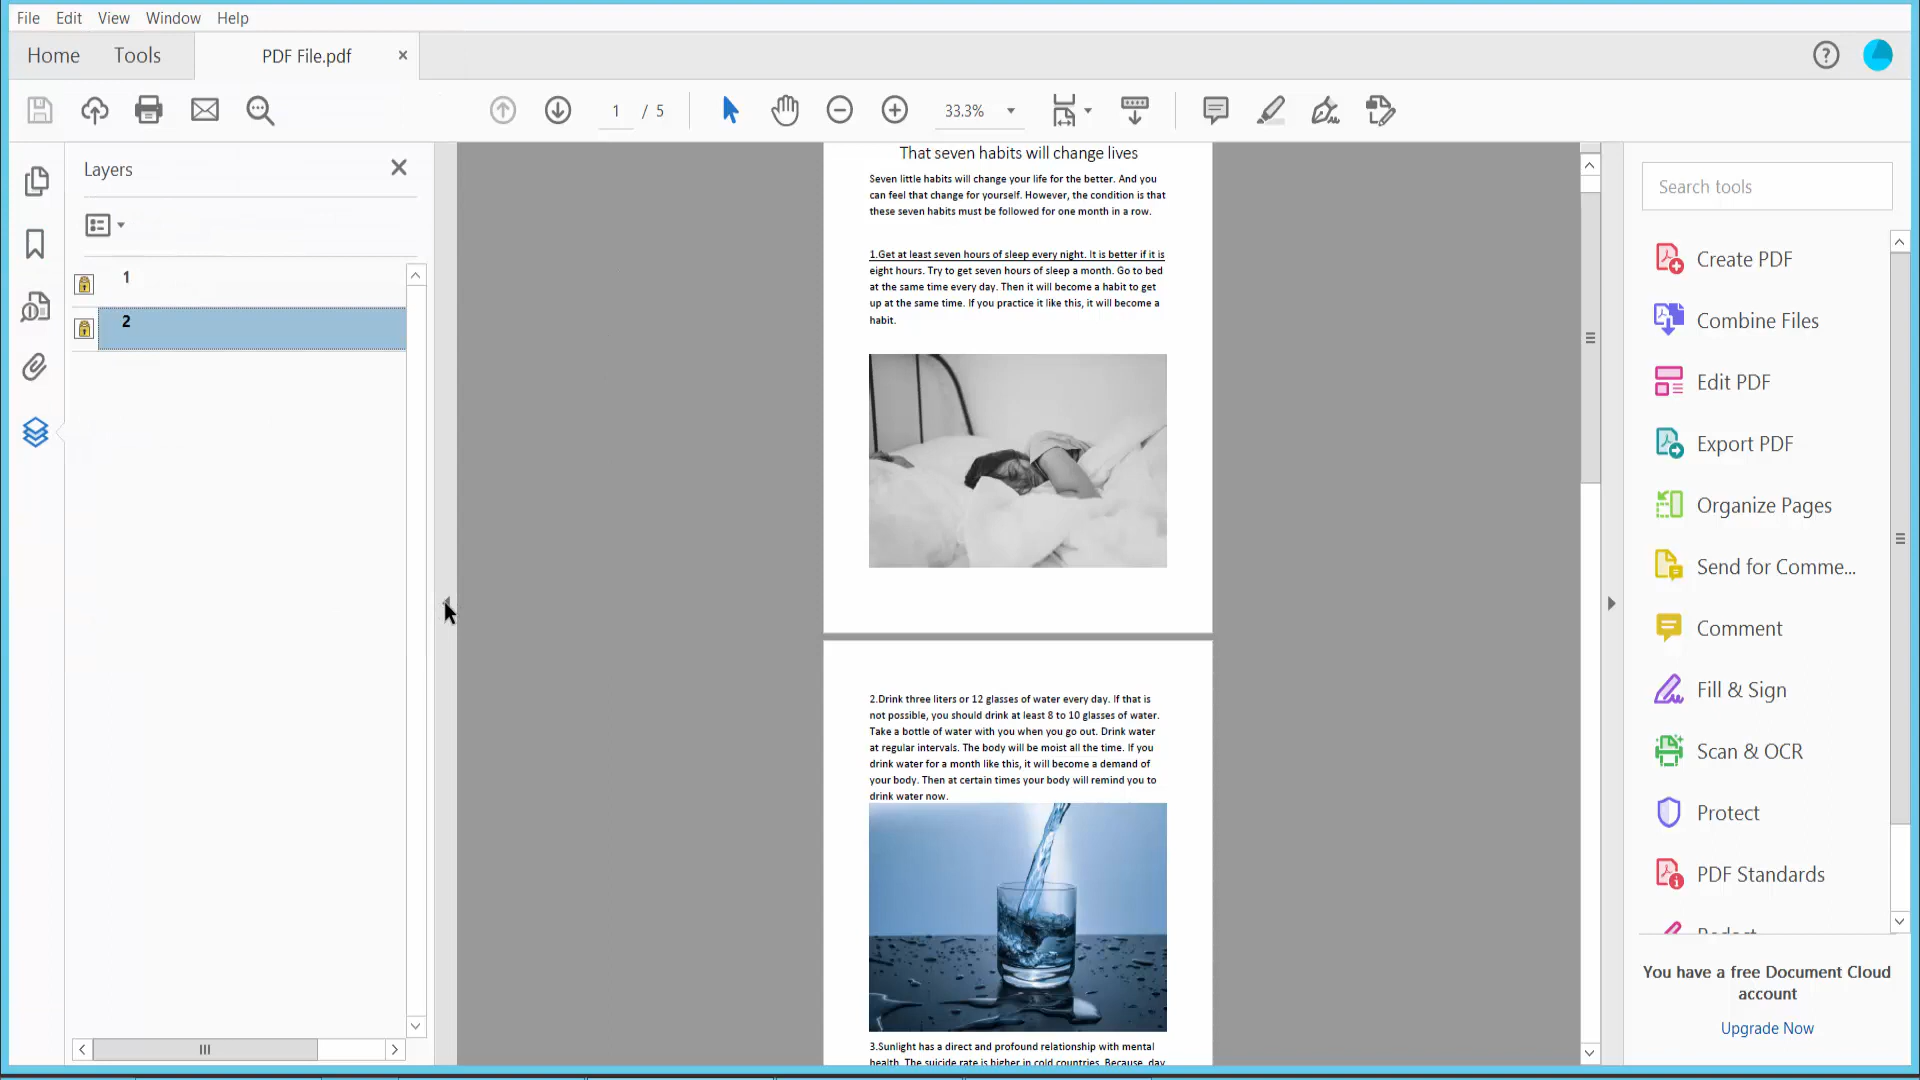 File Edit View Window Help
Home Tools PDF File.pdf
1 / 5 33.3%
Layers
1
2
That seven habits will change lives
Seven little habits will change your life for the better. And you
can feel that change for yourself. However, the condition is that
these seven habits must be followed for one month in a row.
1.Get at least seven hours of sleep every night. It is better if it is
eight hours. Try to get seven hours of sleep a month. Go to bed
at the same time every day. Then it will become a habit to get
up at the same time. If you practice it like this, it will become a
habit.
2.Drink three liters or 12 glasses of water every day. If that is
not possible, you should drink at least 8 to 10 glasses of water.
Take a bottle of water with you when you go out. Drink water
at regular intervals. The body will be moist all the time. If you
drink water for a month like this, it will become a demand of
your body. Then at certain times your body will remind you to
drink water now.
3.Sunlight has a direct and profound relationship with mental
health. The suicide rate is higher in cold countries. Because, day
Search tools
Create PDF
Combine Files
Edit PDF
Export PDF
Organize Pages
Send for Comme...
Comment
Fill & Sign
Scan & OCR
Protect
PDF Standards
Redact
You have a free Document Cloud
account
Upgrade Now